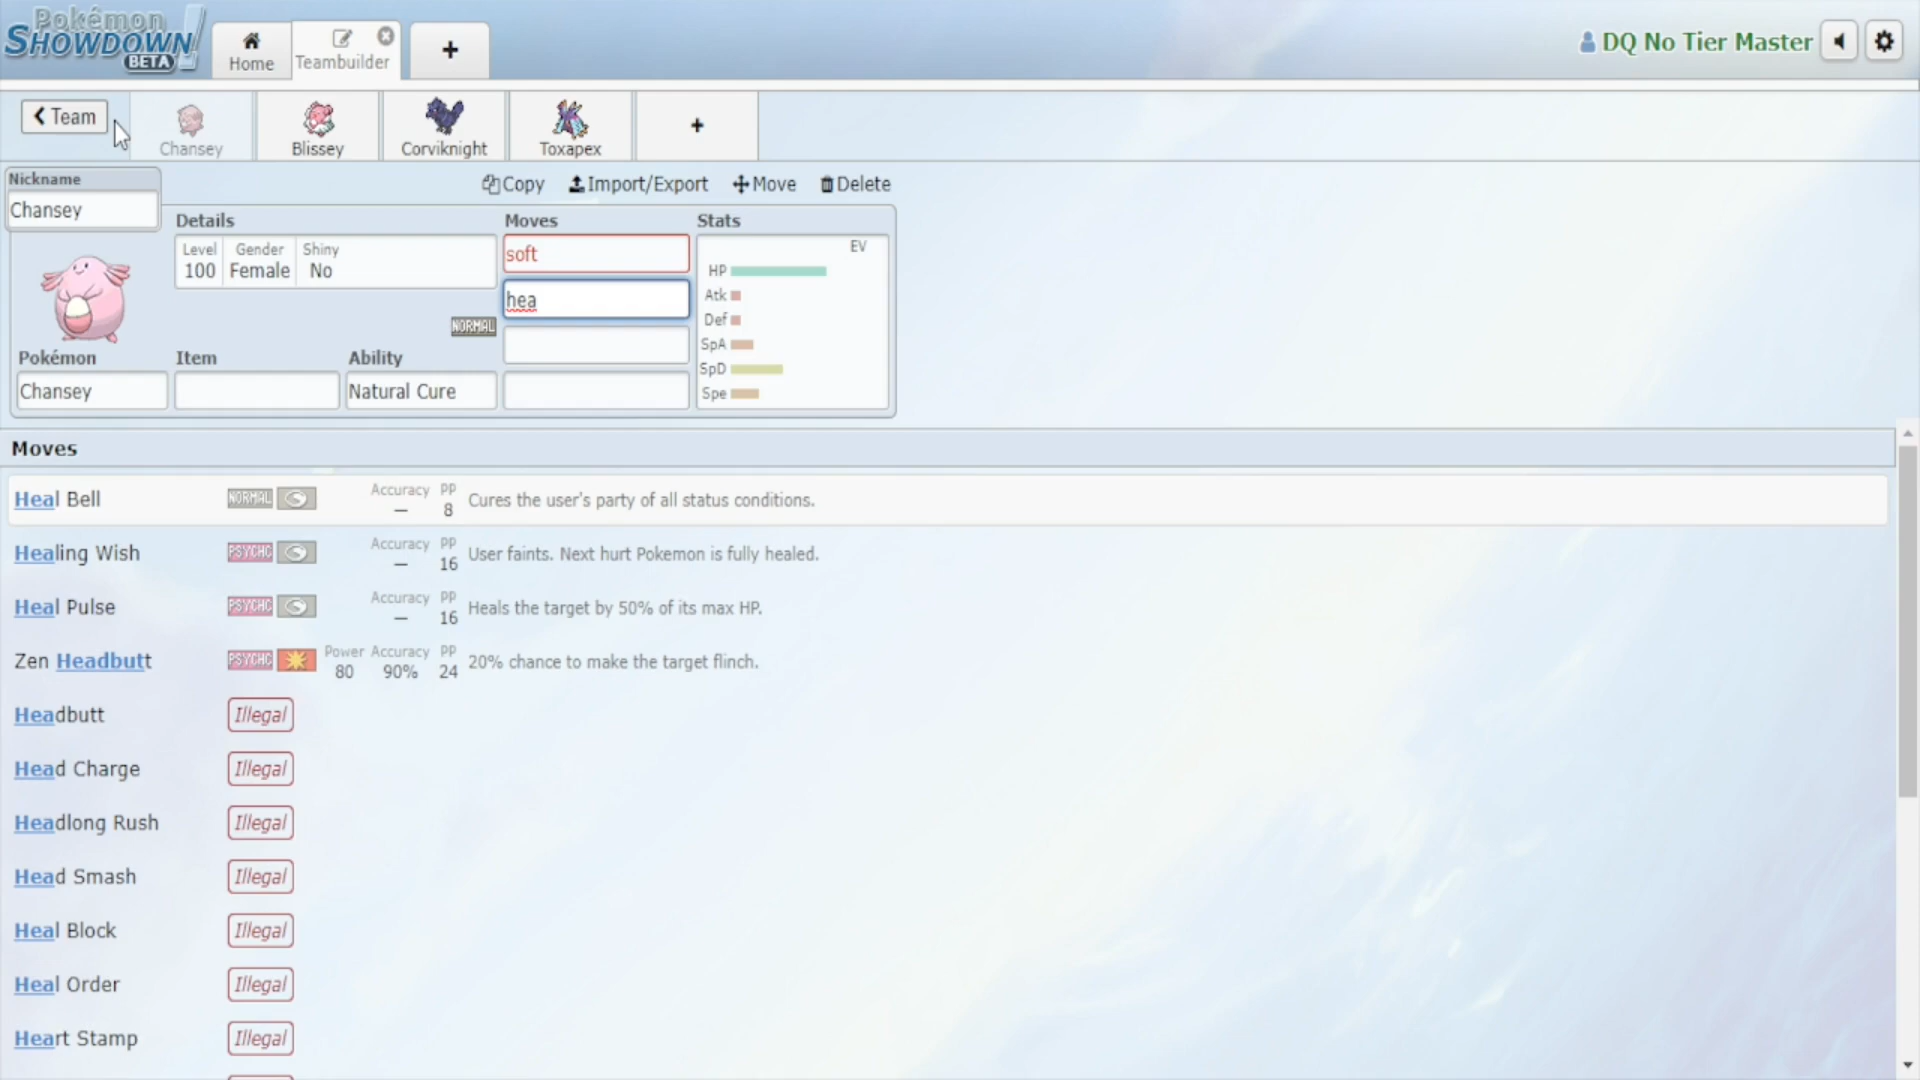 Pokémon
SHOWDOWN!
BETA
Home
Teambuilder
+
DQ No Tier Master
Team
Chansey
Blissey
Corviknight
Toxapex
+
Nickname
Chansey
Copy
Import/Export
Move
Delete
Details
Moves
Stats
Level
100
Gender
Female
Shiny
No
NORMAL
soft
hea
EV
HP
Atk
Def
SpA
SpD
Spe
Pokémon
Chansey
Item
Ability
Natural Cure
Moves
Heal Bell NORMAL Accuracy — PP 8 Cures the user's party of all status conditions.
Healing Wish PSYCHC Accuracy — PP 16 User faints. Next hurt Pokemon is fully healed.
Heal Pulse PSYCHC Accuracy — PP 16 Heals the target by 50% of its max HP.
Zen Headbutt PSYCHC Power 80 Accuracy 90% PP 24 20% chance to make the target flinch.
Headbutt Illegal
Head Charge Illegal
Headlong Rush Illegal
Head Smash Illegal
Heal Block Illegal
Heal Order Illegal
Heart Stamp Illegal